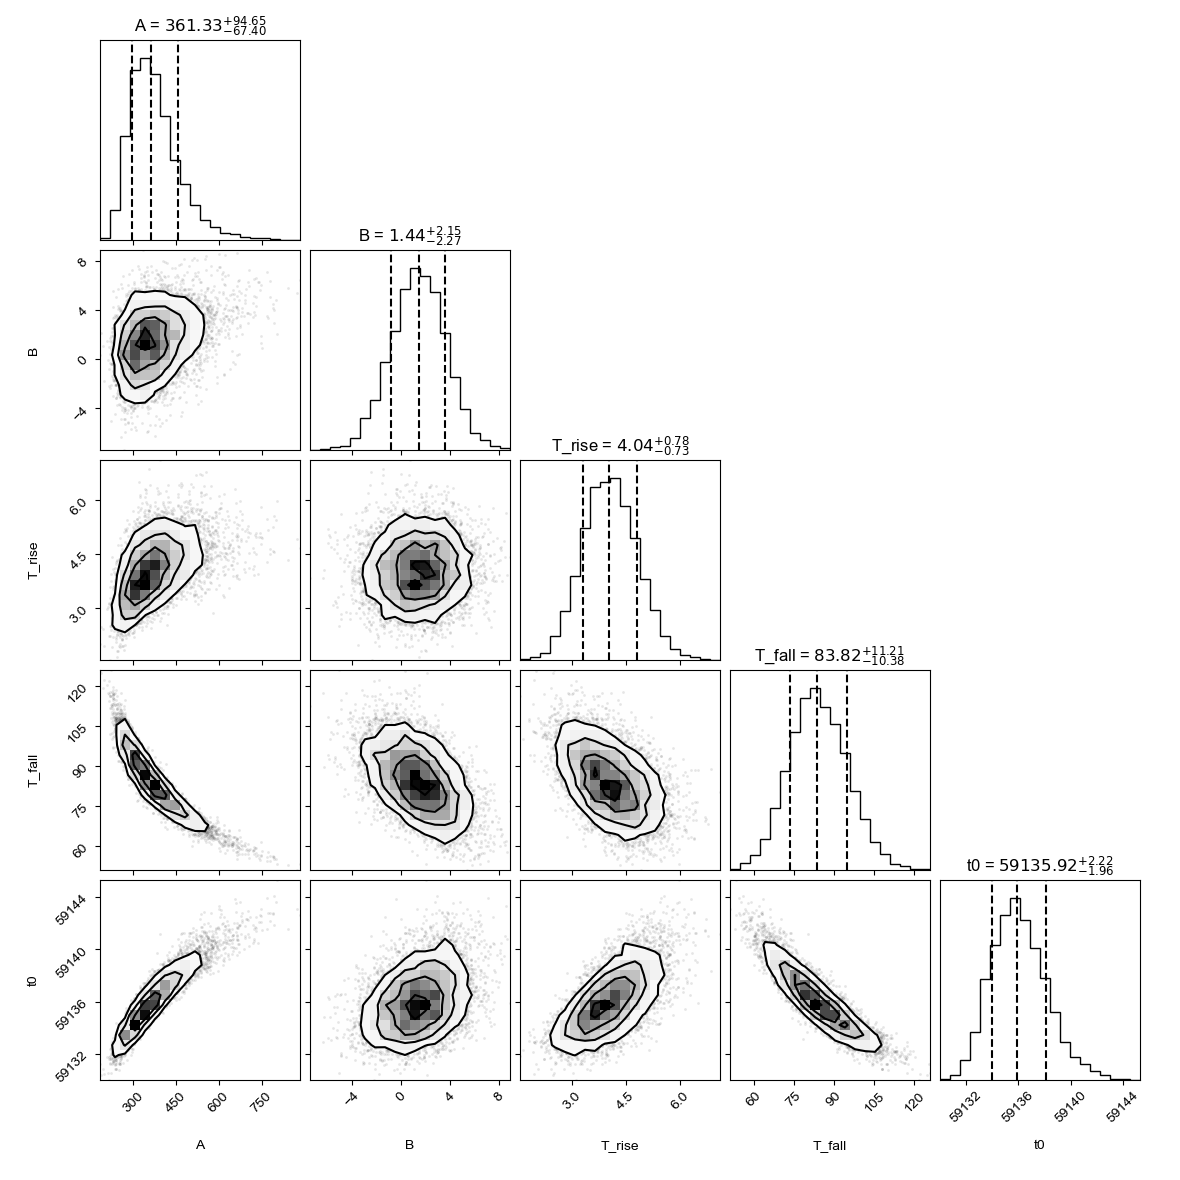 A = 361.33 +94.65 −67.40
B = 1.44 +2.15 −2.27
8
4
0
−4
B
T_rise = 4.04 +0.78 −0.73
6.0
4.5
3.0
T_rise
T_fall = 83.82 +11.21 −10.38
120
105
90
75
60
T_fall
t0 = 59135.92 +2.22 −1.96
59144
59140
59136
59132
t0
300 450 600 750 −4 0 4 8 3.0 4.5 6.0 60 75 90 105 120 59132 59136 59140 59144
A B T_rise T_fall t0